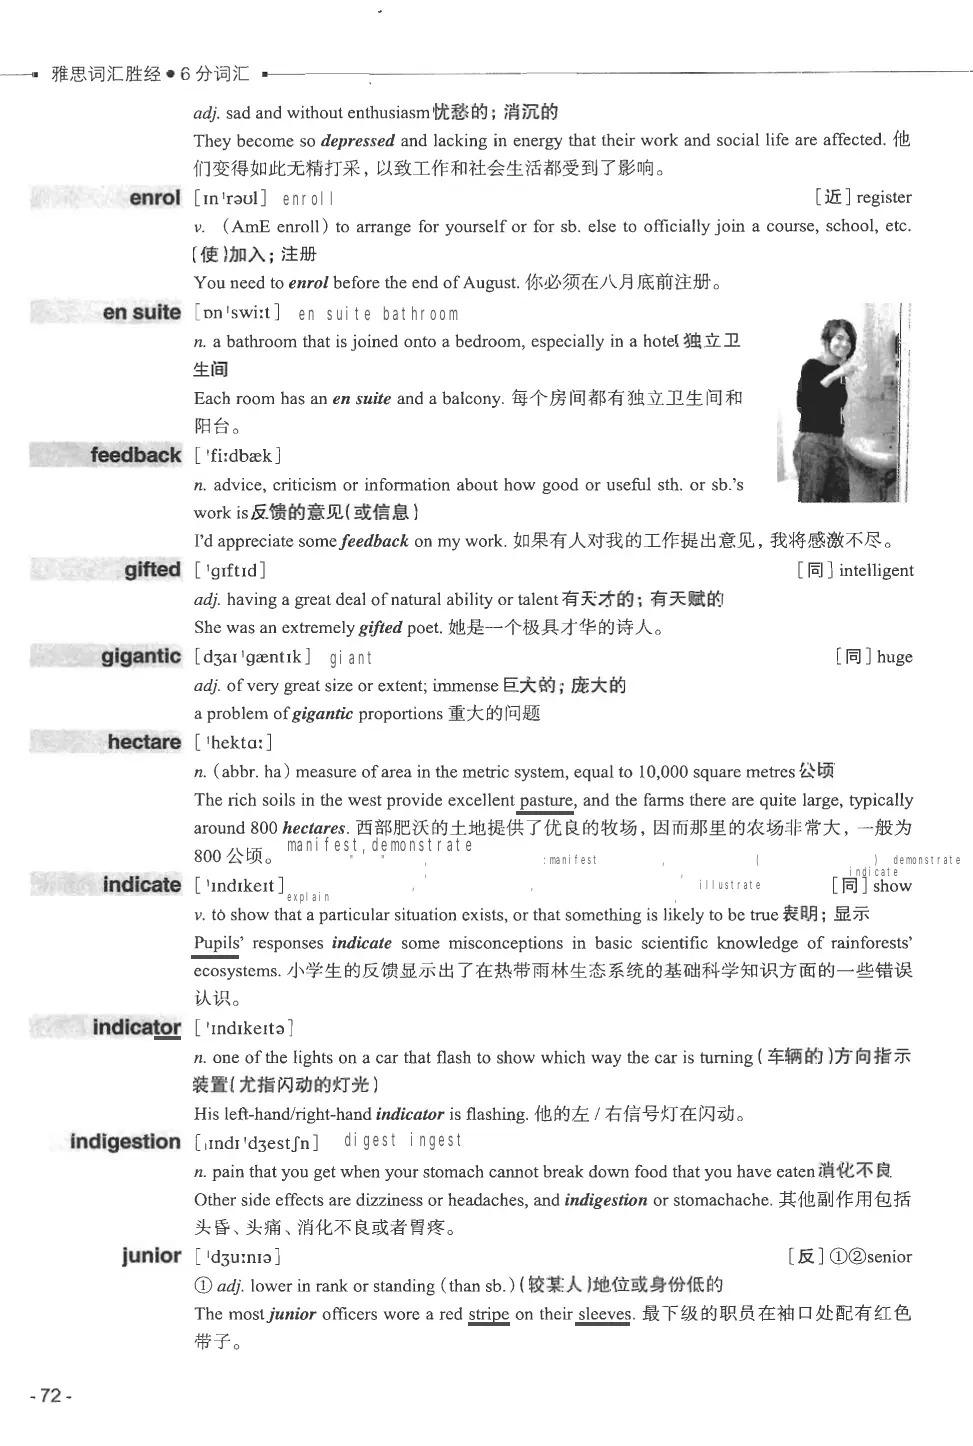 雅思词汇胜经●6分词汇
adj. sad and without enthusiasm 忧愁的；消沉的
They become so depressed and lacking in energy that their work and social life are affected. 他
们变得如此无精打采，以致工作和社会生活都受到了影响。
enrol [ɪnˈrəʊl] enroll [近] register
v. (AmE enroll) to arrange for yourself or for sb. else to officially join a course, school, etc.
(使)加入；注册
You need to enrol before the end of August. 你必须在八月底前注册。
en suite [ɒnˈswiːt] en suite bathroom
n. a bathroom that is joined onto a bedroom, especially in a hotel 独立卫
生间
Each room has an en suite and a balcony. 每个房间都有独立卫生间和
阳台。
feedback [ˈfiːdbæk]
n. advice, criticism or information about how good or useful sth. or sb.'s
work is 反馈的意见(或信息)
I'd appreciate some feedback on my work. 如果有人对我的工作提出意见，我将感激不尽。
gifted [ˈɡɪftɪd] [同] intelligent
adj. having a great deal of natural ability or talent 有天才的；有天赋的
She was an extremely gifted poet. 她是一个极具才华的诗人。
gigantic [dʒaɪˈɡæntɪk] giant [同] huge
adj. of very great size or extent; immense 巨大的；庞大的
a problem of gigantic proportions 重大的问题
hectare [ˈhektɑː]
n. (abbr. ha) measure of area in the metric system, equal to 10,000 square metres 公顷
The rich soils in the west provide excellent pasture, and the farms there are quite large, typically
around 800 hectares. 西部肥沃的土地提供了优良的牧场，因而那里的农场非常大，一般为
800公顷。 manifest, demonstrate
" " , :manifest , ( ) demonstrate
, , indicate
indicate [ˈɪndɪkeɪt] , , illustrate [同] show
explain ,
v. to show that a particular situation exists, or that something is likely to be true 表明；显示
Pupils' responses indicate some misconceptions in basic scientific knowledge of rainforests'
ecosystems. 小学生的反馈显示出了在热带雨林生态系统的基础科学知识方面的一些错误
认识。
indicator [ˈɪndɪkeɪtə]
n. one of the lights on a car that flash to show which way the car is turning (车辆的)方向指示
装置(尤指闪动的灯光)
His left-hand/right-hand indicator is flashing. 他的左/右信号灯在闪动。
indigestion [ˌɪndɪˈdʒestʃn] digest ingest
n. pain that you get when your stomach cannot break down food that you have eaten 消化不良
Other side effects are dizziness or headaches, and indigestion or stomachache. 其他副作用包括
头昏、头痛、消化不良或者胃疼。
junior [ˈdʒuːnɪə] [反] ①②senior
① adj. lower in rank or standing (than sb.) (较某人)地位或身份低的
The most junior officers wore a red stripe on their sleeves. 最下级的职员在袖口处配有红色
带子。
-72-